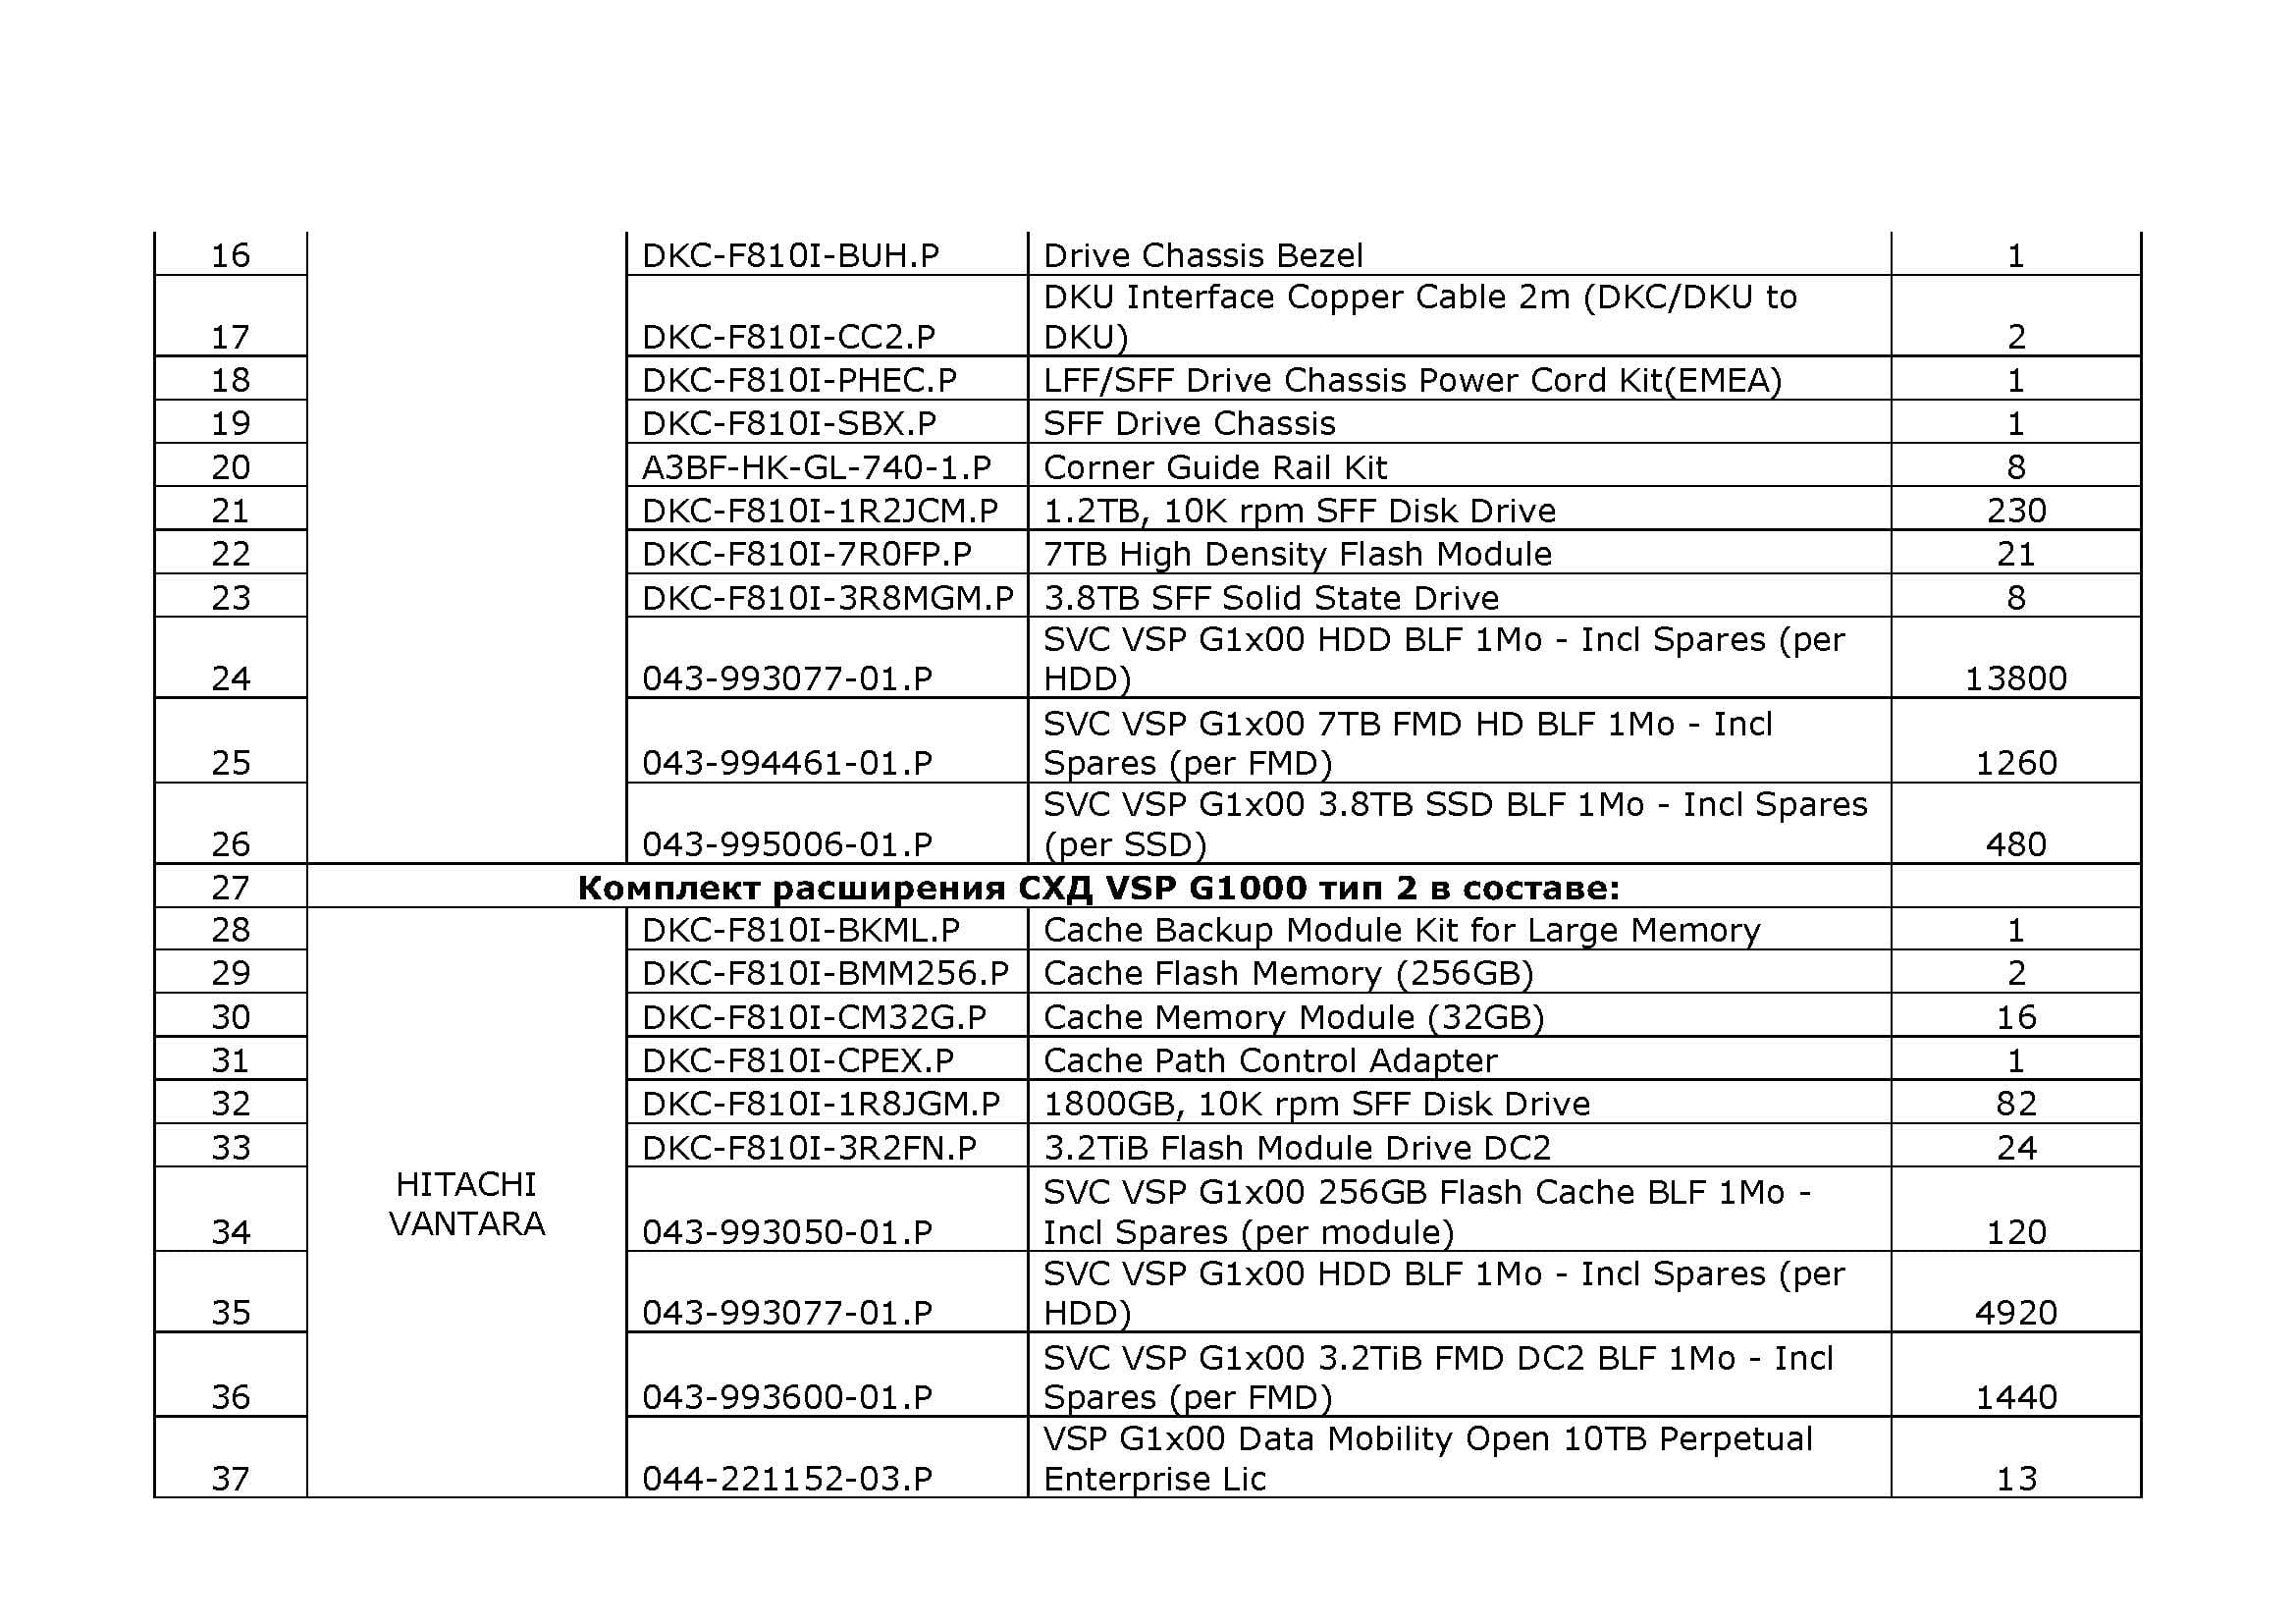 16 DKC-F810I-BUH.P Drive Chassis Bezel 1
DKU Interface Copper Cable 2m (DKC/DKU to
17 DKC-F810I-CC2.P DKU) 2
18 DKC-F810I-PHEC.P LFF/SFF Drive Chassis Power Cord Kit(EMEA) 1
19 DKC-F810I-SBX.P SFF Drive Chassis 1
20 A3BF-HK-GL-740-1.P Corner Guide Rail Kit 8
21 DKC-F810I-1R2JCM.P 1.2TB, 10K rpm SFF Disk Drive 230
22 DKC-F810I-7R0FP.P 7TB High Density Flash Module 21
23 DKC-F810I-3R8MGM.P 3.8TB SFF Solid State Drive 8
SVC VSP G1x00 HDD BLF 1Mo - Incl Spares (per
24 043-993077-01.P HDD) 13800
SVC VSP G1x00 7TB FMD HD BLF 1Mo - Incl
25 043-994461-01.P Spares (per FMD) 1260
SVC VSP G1x00 3.8TB SSD BLF 1Mo - Incl Spares
26 043-995006-01.P (per SSD) 480
27 Комплект расширения СХД VSP G1000 тип 2 в составе:
28 DKC-F810I-BKML.P Cache Backup Module Kit for Large Memory 1
29 DKC-F810I-BMM256.P Cache Flash Memory (256GB) 2
30 DKC-F810I-CM32G.P Cache Memory Module (32GB) 16
31 DKC-F810I-CPEX.P Cache Path Control Adapter 1
32 DKC-F810I-1R8JGM.P 1800GB, 10K rpm SFF Disk Drive 82
33 DKC-F810I-3R2FN.P 3.2TiB Flash Module Drive DC2 24
HITACHI
VANTARA
SVC VSP G1x00 256GB Flash Cache BLF 1Mo -
34 043-993050-01.P Incl Spares (per module) 120
SVC VSP G1x00 HDD BLF 1Mo - Incl Spares (per
35 043-993077-01.P HDD) 4920
SVC VSP G1x00 3.2TiB FMD DC2 BLF 1Mo - Incl
36 043-993600-01.P Spares (per FMD) 1440
VSP G1x00 Data Mobility Open 10TB Perpetual
37 044-221152-03.P Enterprise Lic 13